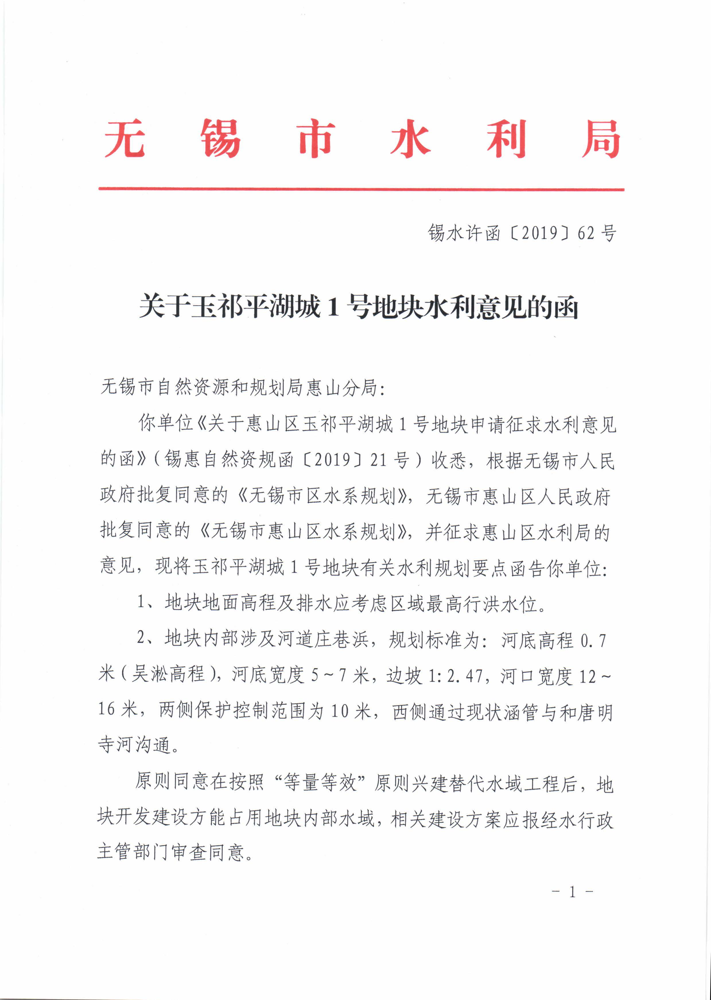 无锡市水利局
锡水许函〔2019〕62号
关于玉祁平湖城1号地块水利意见的函
无锡市自然资源和规划局惠山分局：
你单位《关于惠山区玉祁平湖城1号地块申请征求水利意见
的函》（锡惠自然资规函〔2019〕21号）收悉，根据无锡市人民
政府批复同意的《无锡市区水系规划》，无锡市惠山区人民政府
批复同意的《无锡市惠山区水系规划》，并征求惠山区水利局的
意见，现将玉祁平湖城1号地块有关水利规划要点函告你单位：
1、地块地面高程及排水应考虑区域最高行洪水位。
2、地块内部涉及河道庄巷浜，规划标准为：河底高程0.7
米（吴淞高程），河底宽度5~7米，边坡1:2.47，河口宽度12~
16米，两侧保护控制范围为10米，西侧通过现状涵管与和唐明
寺河沟通。
原则同意在按照“等量等效”原则兴建替代水域工程后，地
块开发建设方能占用地块内部水域，相关建设方案应报经水行政
主管部门审查同意。
- 1 -